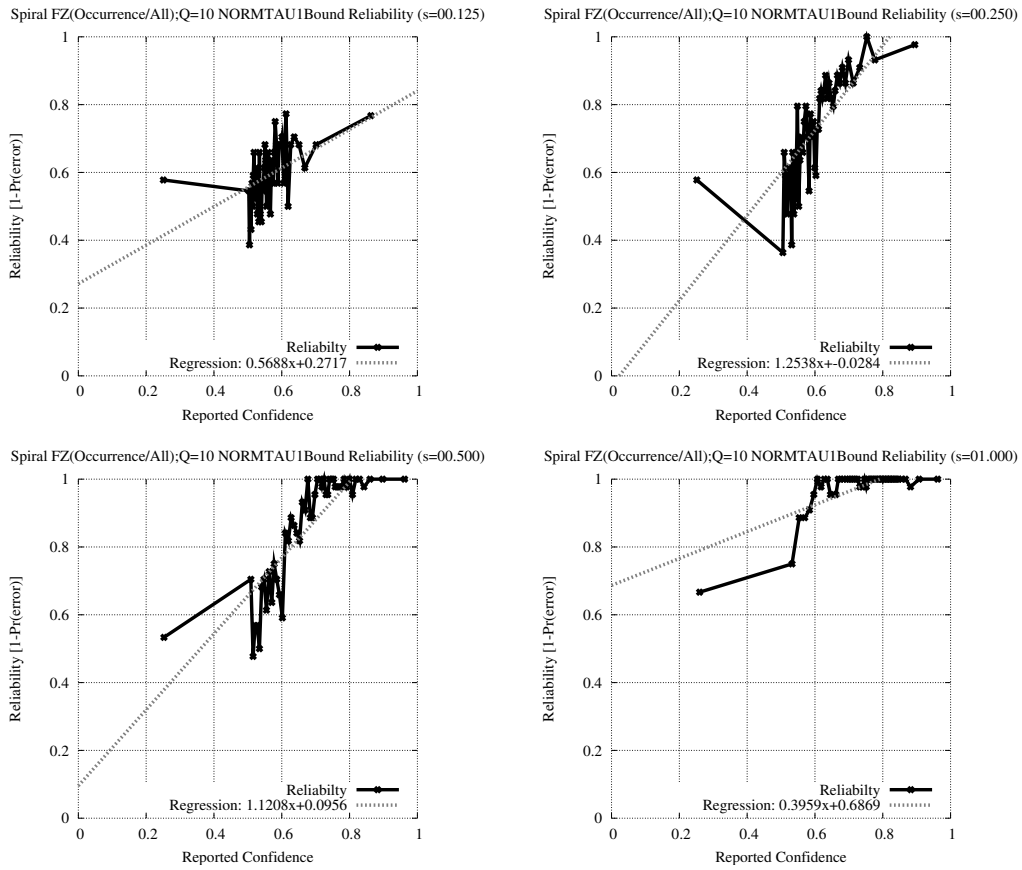 Spiral FZ(Occurrence/All);Q=10 NORMTAU1Bound Reliability (s=00.125)
1
0.8
0.6
0.4
0.2
0
Reliability [1-Pr(error)]
Reliabilty
Regression: 0.5688x+0.2717
0 0.2 0.4 0.6 0.8 1
Reported Confidence
Spiral FZ(Occurrence/All);Q=10 NORMTAU1Bound Reliability (s=00.250)
1
0.8
0.6
0.4
0.2
0
Reliability [1-Pr(error)]
Reliabilty
Regression: 1.2538x+-0.0284
0 0.2 0.4 0.6 0.8 1
Reported Confidence
Spiral FZ(Occurrence/All);Q=10 NORMTAU1Bound Reliability (s=00.500)
1
0.8
0.6
0.4
0.2
0
Reliability [1-Pr(error)]
Reliabilty
Regression: 1.1208x+0.0956
0 0.2 0.4 0.6 0.8 1
Reported Confidence
Spiral FZ(Occurrence/All);Q=10 NORMTAU1Bound Reliability (s=01.000)
1
0.8
0.6
0.4
0.2
0
Reliability [1-Pr(error)]
Reliabilty
Regression: 0.3959x+0.6869
0 0.2 0.4 0.6 0.8 1
Reported Confidence